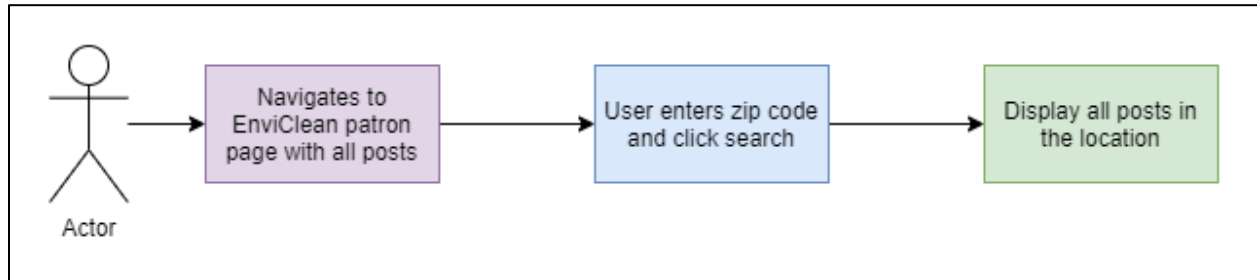 Navigates to
EnviClean patron
page with all posts
User enters zip code
and click search
Display all posts in
the location
Actor